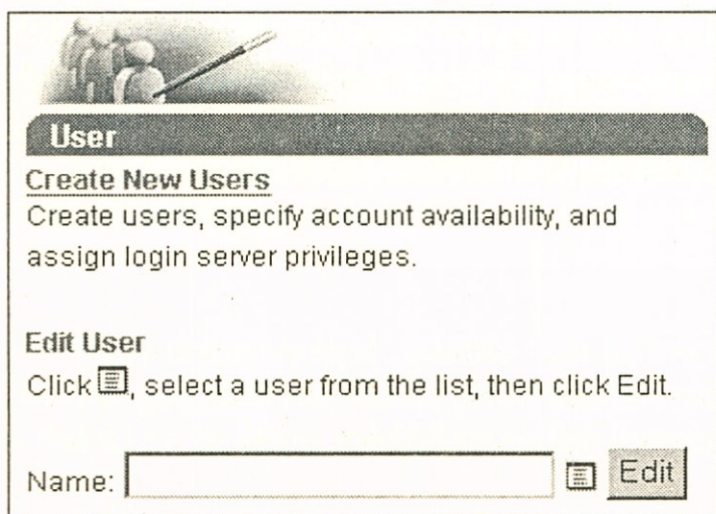 User
Create New Users
Create users, specify account availability, and
assign login server privileges.
Edit User
Click , select a user from the list, then click Edit.
Name: Edit